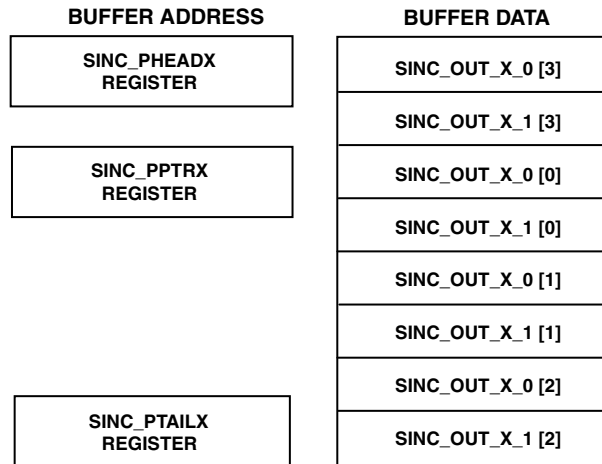 BUFFER ADDRESS
BUFFER DATA
SINC_PHEADX
REGISTER
SINC_PPTRX
REGISTER
SINC_PTAILX
REGISTER
SINC_OUT_X_0 [3]
SINC_OUT_X_1 [3]
SINC_OUT_X_0 [0]
SINC_OUT_X_1 [0]
SINC_OUT_X_0 [1]
SINC_OUT_X_1 [1]
SINC_OUT_X_0 [2]
SINC_OUT_X_1 [2]